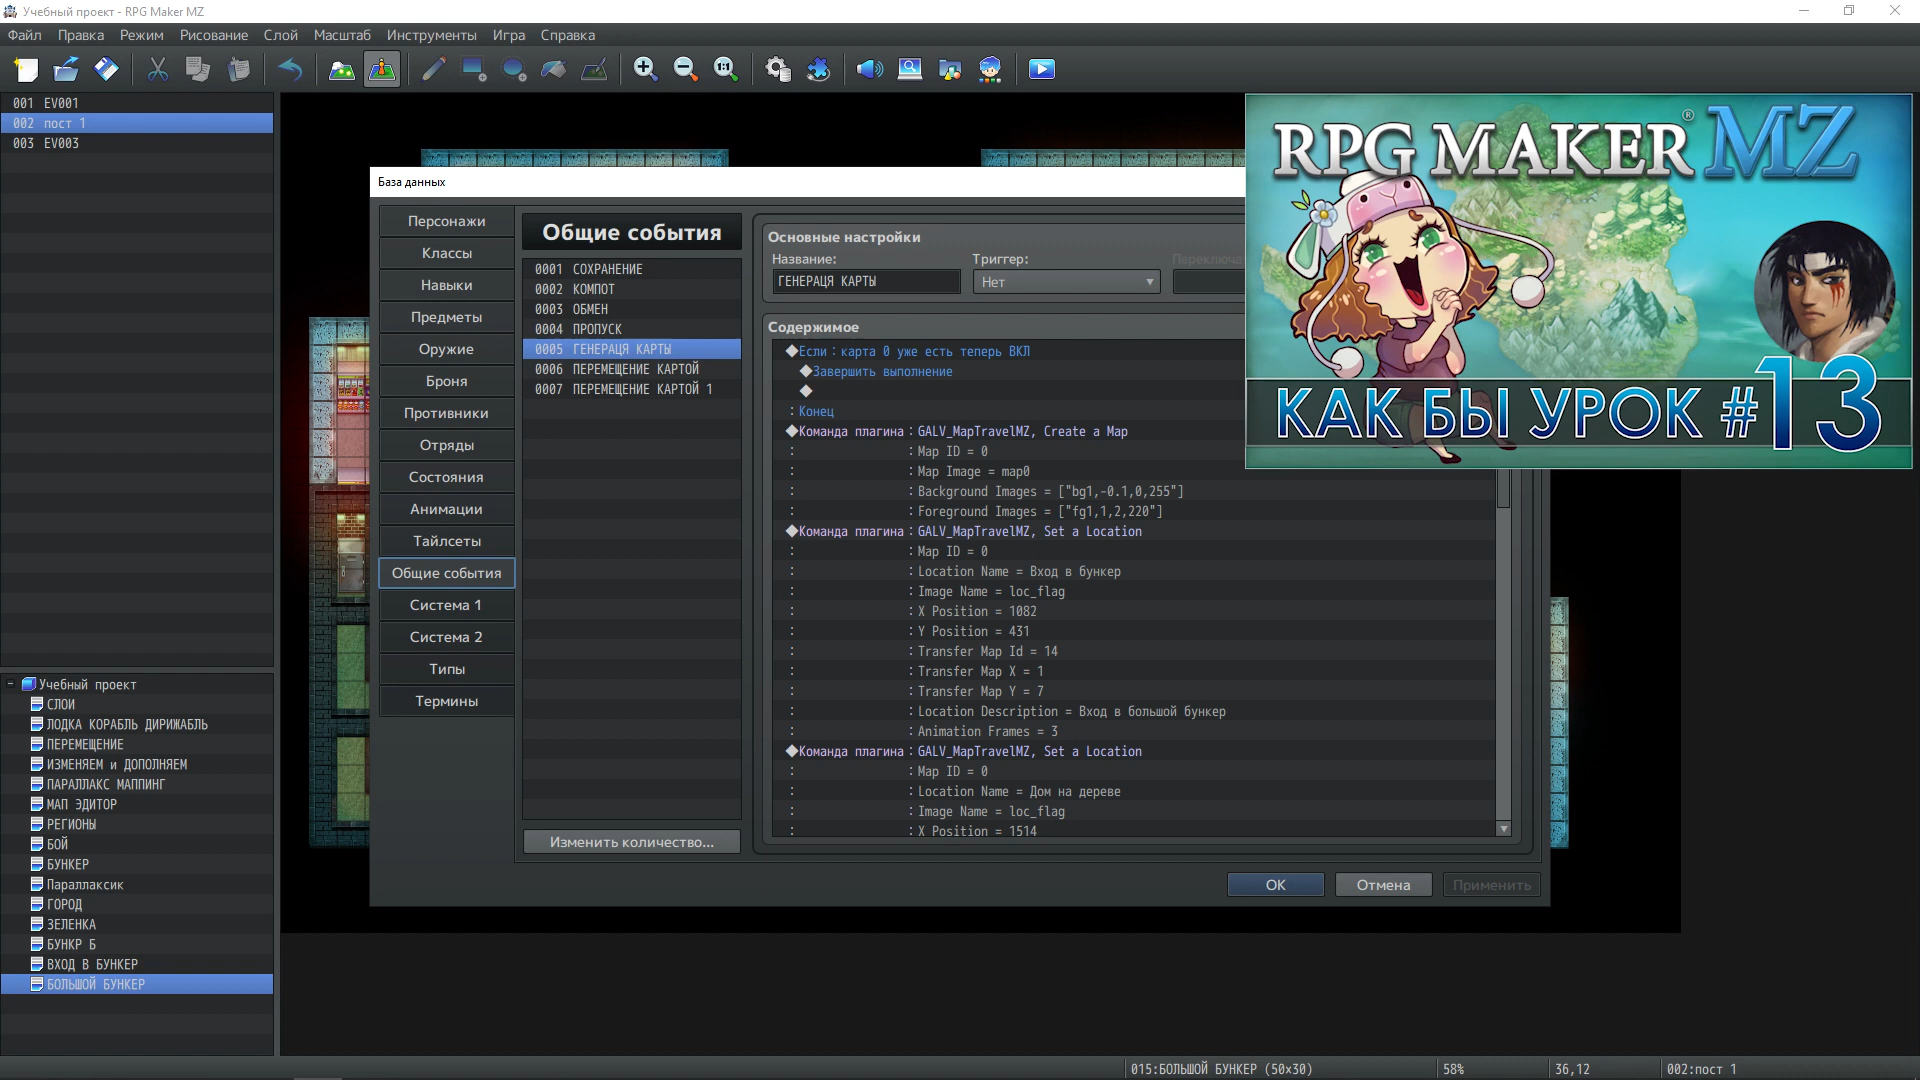 Учебный проект - RPG Maker MZ
Файл Правка Режим Рисование Слой Масштаб Инструменты Игра Справка
1:1
001 EV001
002 пост 1
003 EV003
Учебный проект
СЛОИ
ЛОДКА КОРАБЛЬ ДИРИЖАБЛЬ
ПЕРЕМЕЩЕНИЕ
ИЗМЕНЯЕМ и ДОПОЛНЯЕМ
ПАРАЛЛАКС МАППИНГ
МАП ЭДИТОР
РЕГИОНЫ
БОЙ
БУНКЕР
Параллаксик
ГОРОД
ЗЕЛЕНКА
БУНКР Б
ВХОД В БУНКЕР
БОЛЬШОЙ БУНКЕР
База данных
Персонажи
Классы
Навыки
Предметы
Оружие
Броня
Противники
Отряды
Состояния
Анимации
Тайлсеты
Общие события
Система 1
Система 2
Типы
Термины
Общие события
0001 СОХРАНЕНИЕ
0002 КОМПОТ
0003 ОБМЕН
0004 ПРОПУСК
0005 ГЕНЕРАЦЯ КАРТЫ
0006 ПЕРЕМЕЩЕНИЕ КАРТОЙ
0007 ПЕРЕМЕЩЕНИЕ КАРТОЙ 1
Изменить количество...
Основные настройки
Название: Триггер: Переключа
ГЕНЕРАЦЯ КАРТЫ Нет
Содержимое
◆Если : карта 0 уже есть теперь ВКЛ
◆Завершить выполнение
◆
: Конец
◆Команда плагина : GALV_MapTravelMZ, Create a Map
: : Map ID = 0
: : Map Image = map0
: : Background Images = ["bg1,-0.1,0,255"]
: : Foreground Images = ["fg1,1,2,220"]
◆Команда плагина : GALV_MapTravelMZ, Set a Location
: : Map ID = 0
: : Location Name = Вход в бункер
: : Image Name = loc_flag
: : X Position = 1082
: : Y Position = 431
: : Transfer Map Id = 14
: : Transfer Map X = 1
: : Transfer Map Y = 7
: : Location Description = Вход в большой бункер
: : Animation Frames = 3
◆Команда плагина : GALV_MapTravelMZ, Set a Location
: : Map ID = 0
: : Location Name = Дом на дереве
: : Image Name = loc_flag
: : X Position = 1514
OK Отмена Применить
RPG MAKER® MZ
КАК БЫ УРОК #13
015:БОЛЬШОЙ БУНКЕР (50x30) 58% 36,12 002:пост 1